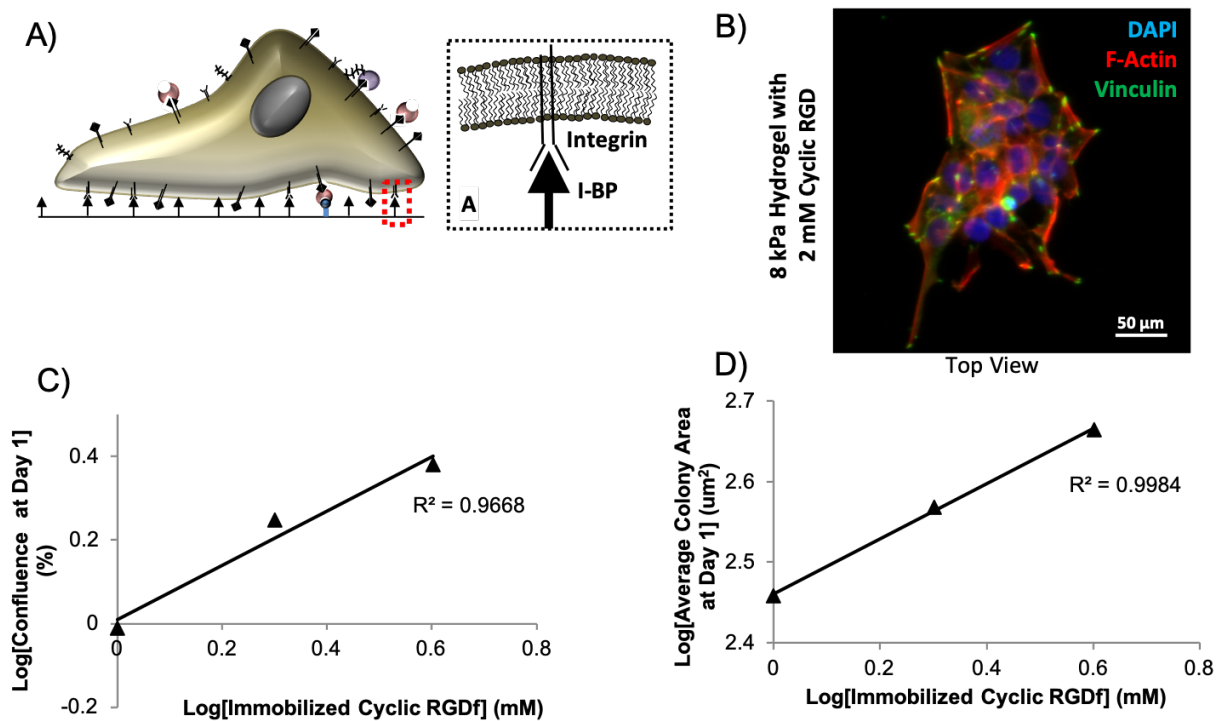 A)
Integrin
I-BP
A
B)
8 kPa Hydrogel with
2 mM Cyclic RGD
DAPI
F-Actin
Vinculin
50 µm
Top View
C)
Log[Confluence at Day 1]
(%)
0.4
0.2
0
-0.2
0
0.2
0.4
0.6
0.8
R² = 0.9668
Log[Immobilized Cyclic RGDf] (mM)
D)
Log[Average Colony Area
at Day 1] (um²)
2.7
2.6
2.5
2.4
0
0.2
0.4
0.6
0.8
R² = 0.9984
Log[Immobilized Cyclic RGDf] (mM)